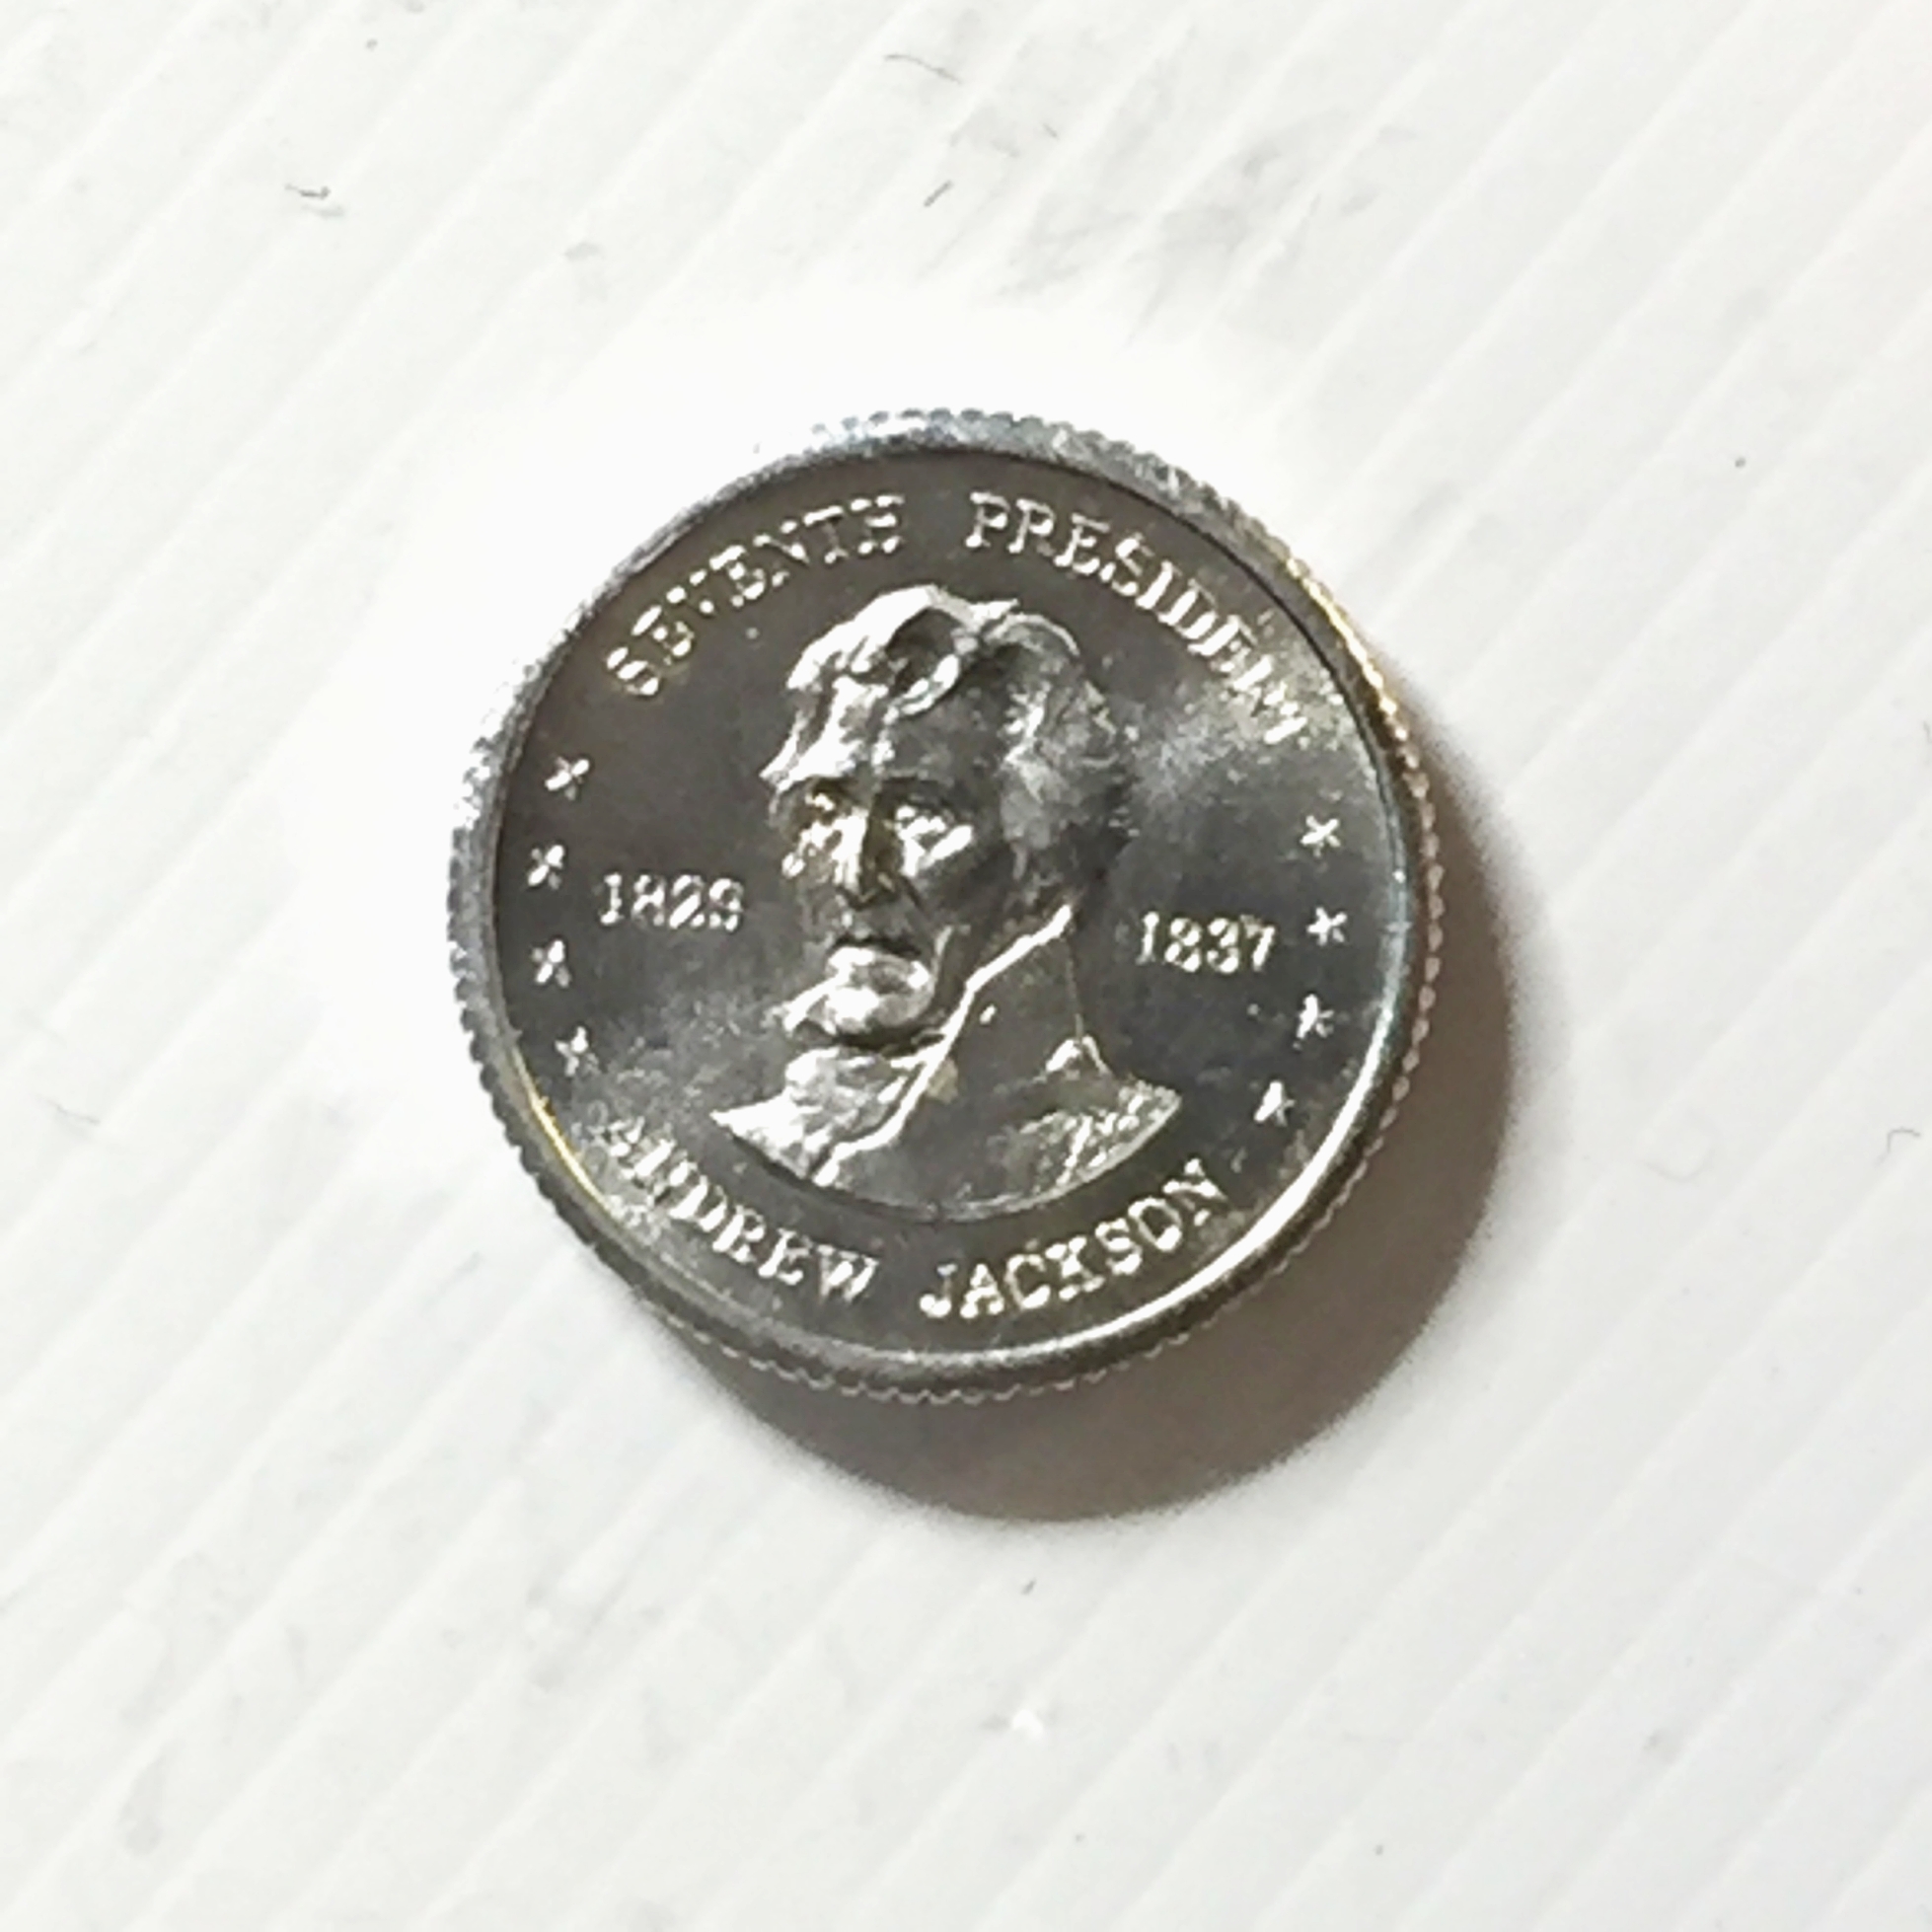 SEVENTH PRESIDENT
1829 1837
ANDREW JACKSON